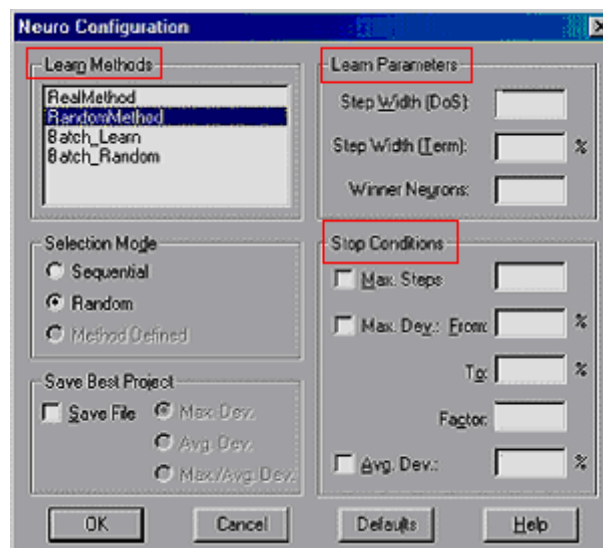 Neuro Configuration
Learn Methods
RealMethod
RandomMethod
Batch_Learn
Batch_Random
Learn Parameters
Step Width (DoS):
Step Width (Term): %
Winner Neurons:
Selection Mode
Sequential
Random
Method Defined
Stop Conditions
Max. Steps
Max. Dev.: From: %
To: %
Factor:
Avg. Dev.: %
Save Best Project
Save File Max. Dev.
Avg. Dev.
Max./Avg. Dev.
OK Cancel Defaults Help